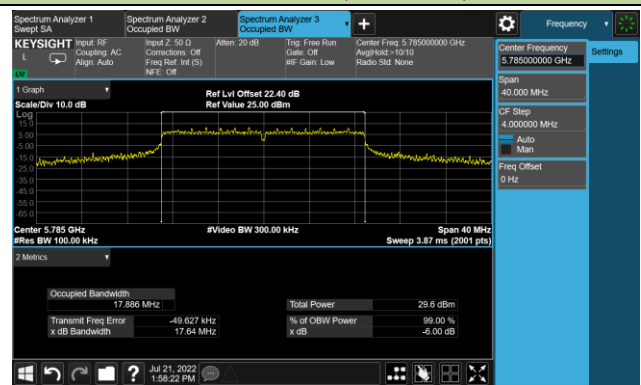 Spectrum Analyzer 1
Swept SA
Spectrum Analyzer 2
Occupied BW
Spectrum Analyzer 3
Occupied BW
Frequency
KEYSIGHT
L
Input: RF
Coupling: AC
Align: Auto
Input Z: 50 Ω
Corrections: Off
Freq Ref: Int (S)
NFE: Off
Atten: 20 dB
Trig: Free Run
Gate: Off
#IF Gain: Low
Center Freq: 5.785000000 GHz
Avg|Hold:>10/10
Radio Std: None
Center Frequency
5.785000000 GHz
Settings
Span
40.000 MHz
CF Step
4.000000 MHz
Auto
Man
Freq Offset
0 Hz
1 Graph
Scale/Div 10.0 dB
Ref Lvl Offset 22.40 dB
Ref Value 25.00 dBm
Log
15.0
5.00
-5.00
-15.0
-25.0
-35.0
-45.0
-55.0
-65.0
Center 5.785 GHz
#Res BW 100.00 kHz
#Video BW 300.00 kHz
Span 40 MHz
Sweep 3.87 ms (2001 pts)
2 Metrics
Occupied Bandwidth
17.886 MHz
Total Power 29.6 dBm
Transmit Freq Error -49.627 kHz
% of OBW Power 99.00 %
x dB Bandwidth 17.64 MHz
x dB -6.00 dB
?
Jul 21, 2022
1:58:22 PM